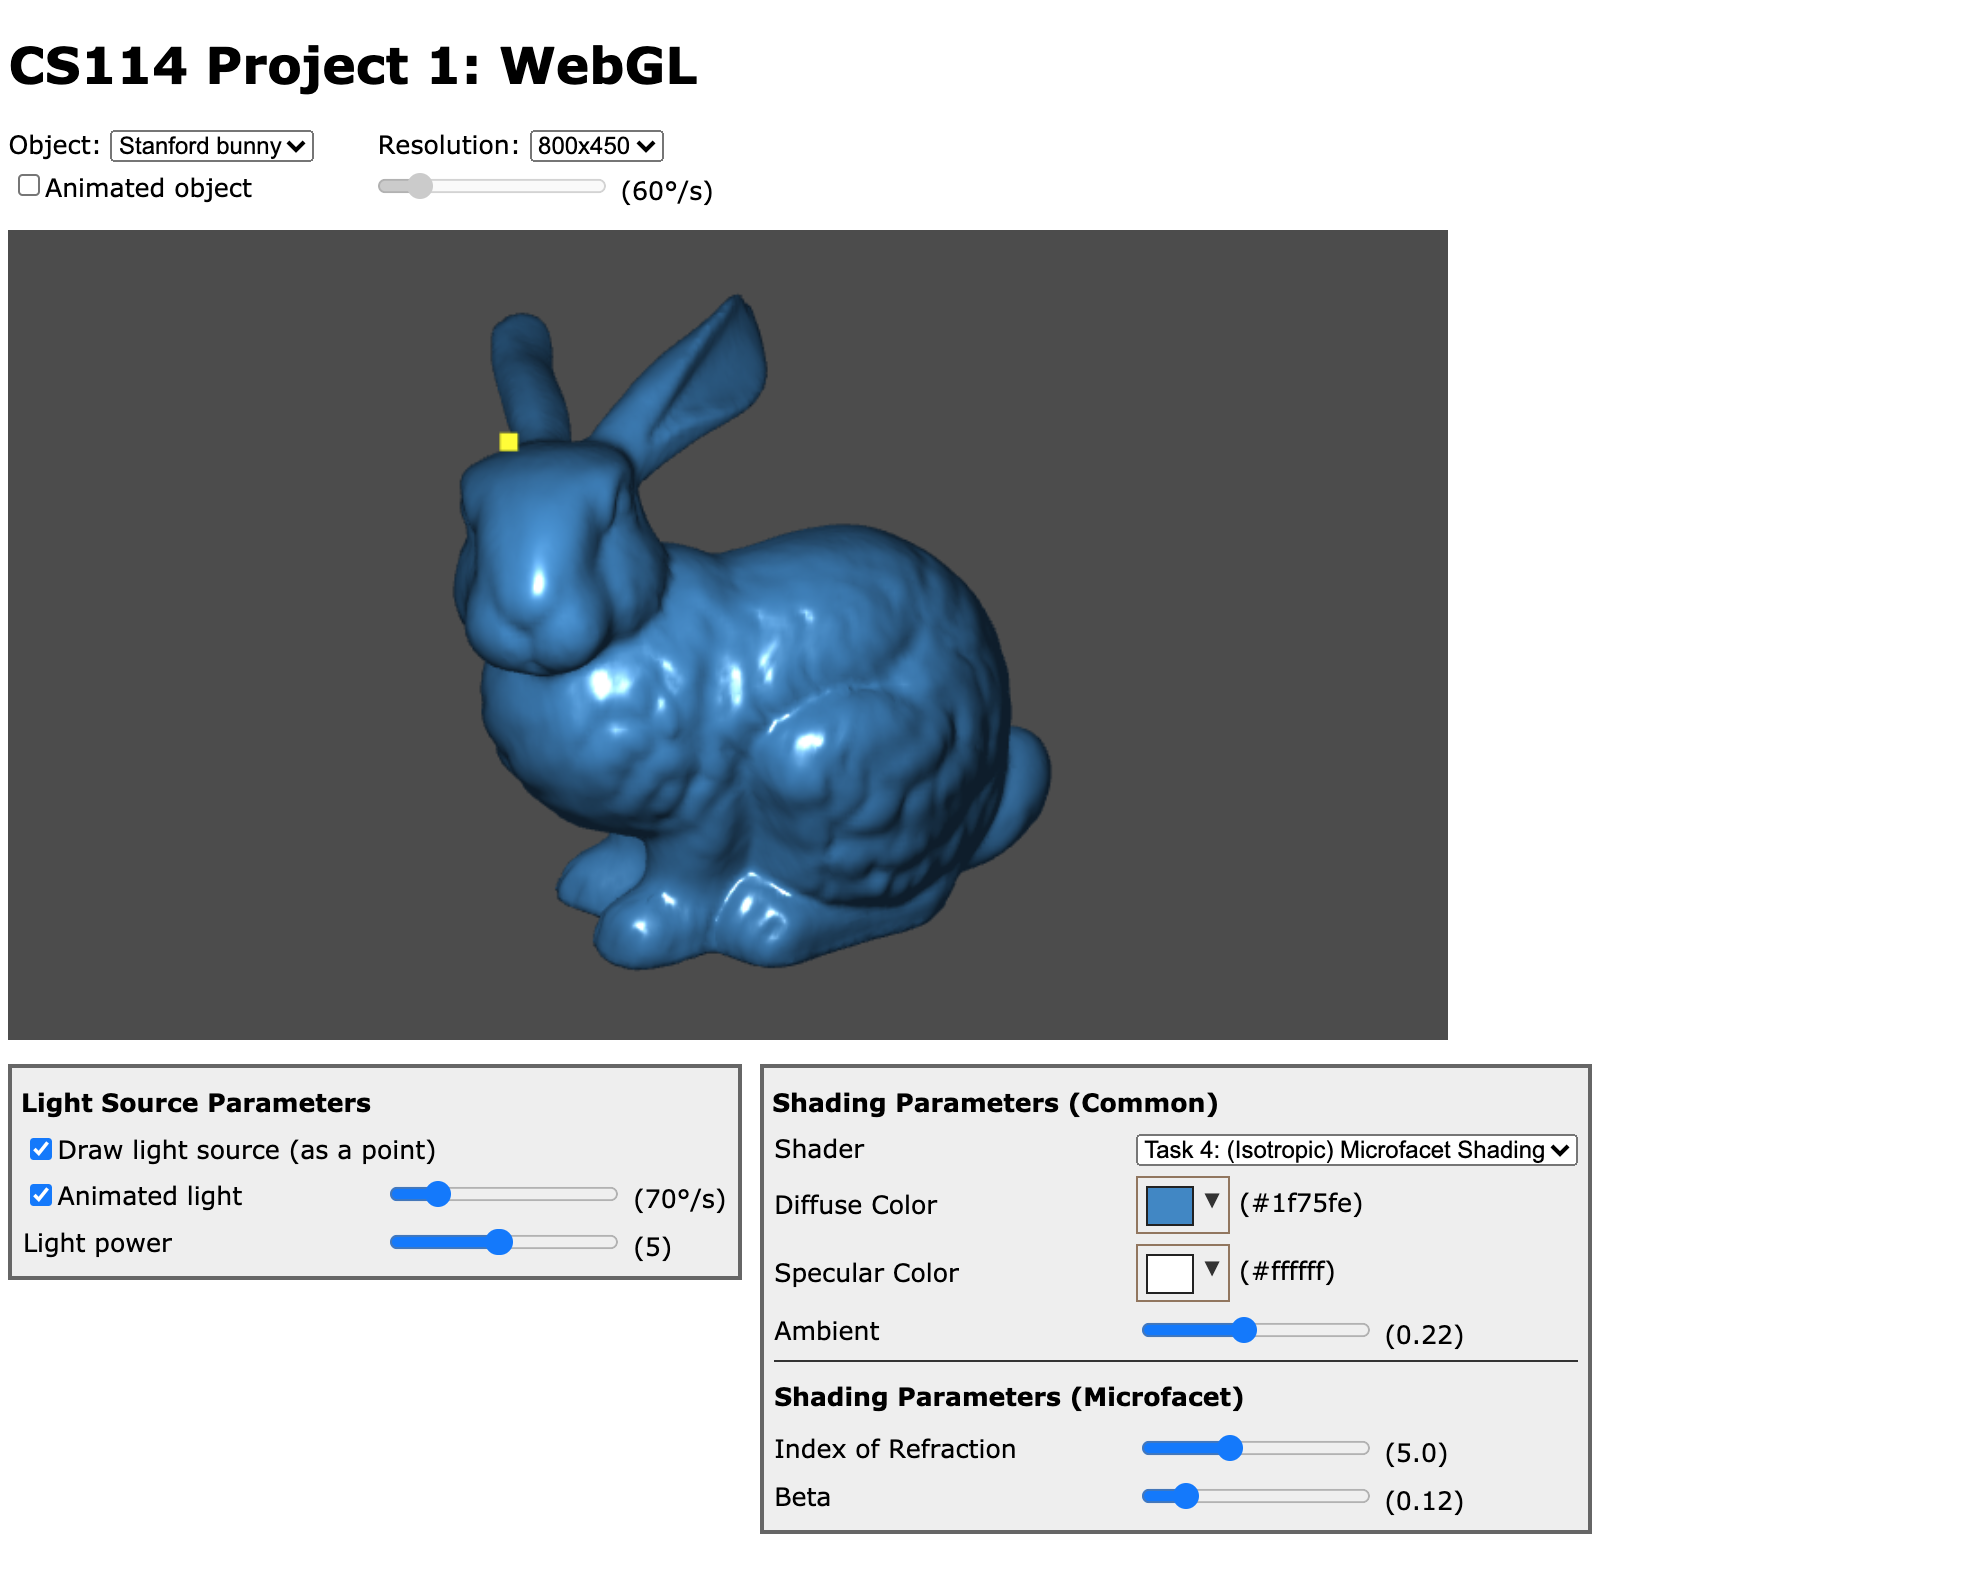 CS114 Project 1: WebGL
Object: Stanford bunny Resolution: 800x450
Animated object (60°/s)
Light Source Parameters
Draw light source (as a point)
Animated light (70°/s)
Light power (5)
Shading Parameters (Common)
Shader Task 4: (Isotropic) Microfacet Shading
Diffuse Color (#1f75fe)
Specular Color (#ffffff)
Ambient (0.22)
Shading Parameters (Microfacet)
Index of Refraction (5.0)
Beta (0.12)